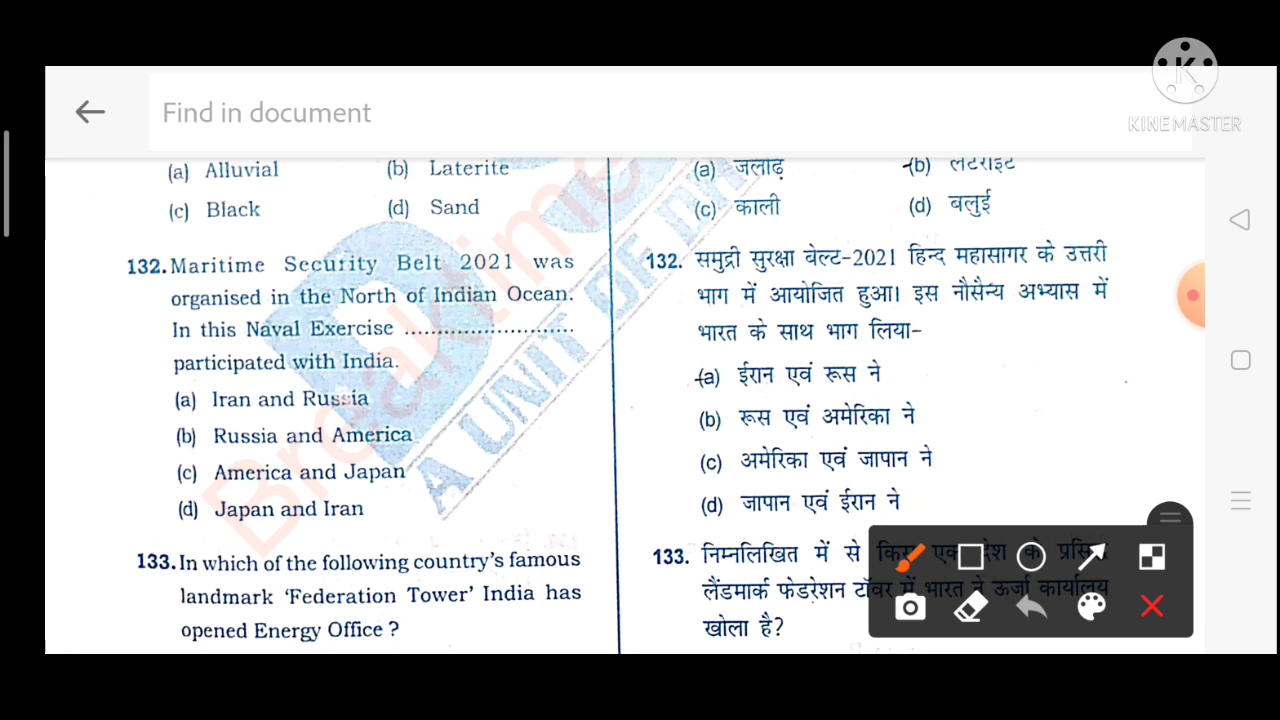 Find in document
KINEMASTER
(a) Alluvial (b) Laterite
(c) Black (d) Sand
132. Maritime Security Belt 2021 was
organised in the North of Indian Ocean.
In this Naval Exercise ..........................
participated with India.
(a) Iran and Russia
(b) Russia and America
(c) America and Japan
(d) Japan and Iran
133. In which of the following country's famous
landmark 'Federation Tower' India has
opened Energy Office ?
(a) जलोढ़ (b) लेटराइट
(c) काली (d) बलुई
132. समुद्री सुरक्षा बेल्ट-2021 हिन्द महासागर के उत्तरी
भाग में आयोजित हुआ। इस नौसैन्य अभ्यास में
भारत के साथ भाग लिया-
(a) ईरान एवं रूस ने
(b) रूस एवं अमेरिका ने
(c) अमेरिका एवं जापान ने
(d) जापान एवं ईरान ने
133. निम्नलिखित में से किस एक देश के
लैंडमार्क फेडरेशन टॉवर में भारत ने ऊर्जा कार्यालय
खोला है?
Breaktime
A UNIT OF